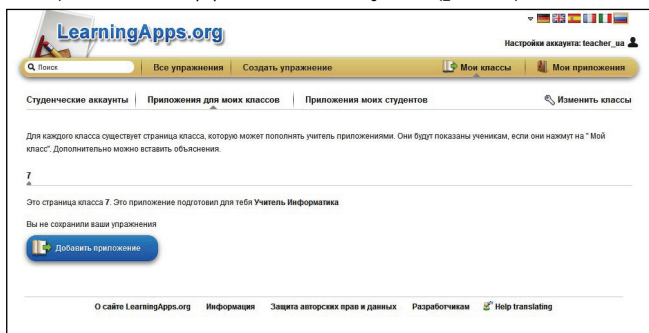 LearningApps.org
Настройки аккаунта: teacher_ua
Поиск
Все упражнения
Создать упражнение
Мои классы
Мои приложения
Студенческие аккаунты
Приложения для моих классов
Приложения моих студентов
Изменить классы
Для каждого класса существует страница класса, которую может пополнять учитель приложениями. Они будут показаны ученикам, если они нажмут на " Мой
класс". Дополнительно можно вставить объяснения.
7
Это страница класса 7. Это приложение подготовил для тебя Учитель Информатика
Вы не сохранили ваши упражнения
Добавить приложение
О сайте LearningApps.org
Информация
Защита авторских прав и данных
Разработчикам
Help translating